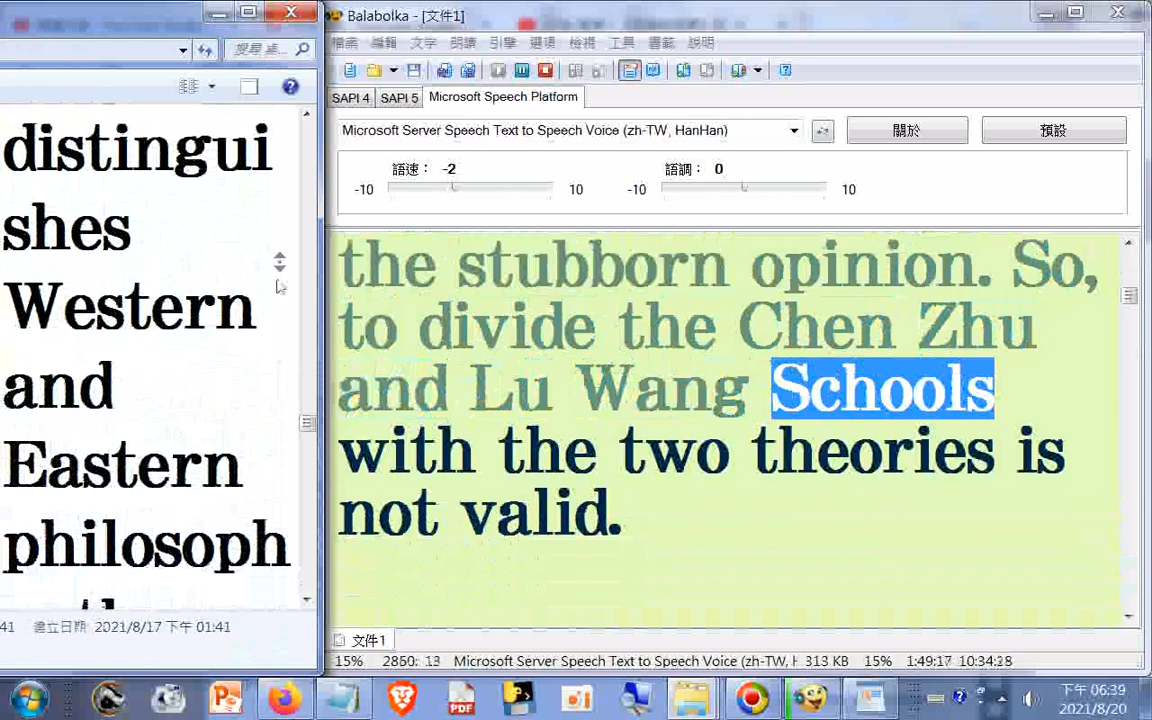 Balabolka - [文件1]
檔案 編輯 文字 朗讀 引擎 選項 檢視 工具 書籤 說明
SAPI 4 SAPI 5 Microsoft Speech Platform
Microsoft Server Speech Text to Speech Voice (zh-TW, HanHan) 關於 預設
語速： -2 語調： 0
-10 10 -10 10
搜尋 桌...
distingui
shes
Western
and
Eastern
philosoph
41 建立日期: 2021/8/17 下午 01:41
the stubborn opinion. So,
to divide the Chen Zhu
and Lu Wang Schools
with the two theories is
not valid.
文件1
15% 2860: 13 Microsoft Server Speech Text to Speech Voice (zh-TW, H 313 KB 15% 1:49:17 10:34:28
PDF
下午 06:39
2021/8/20